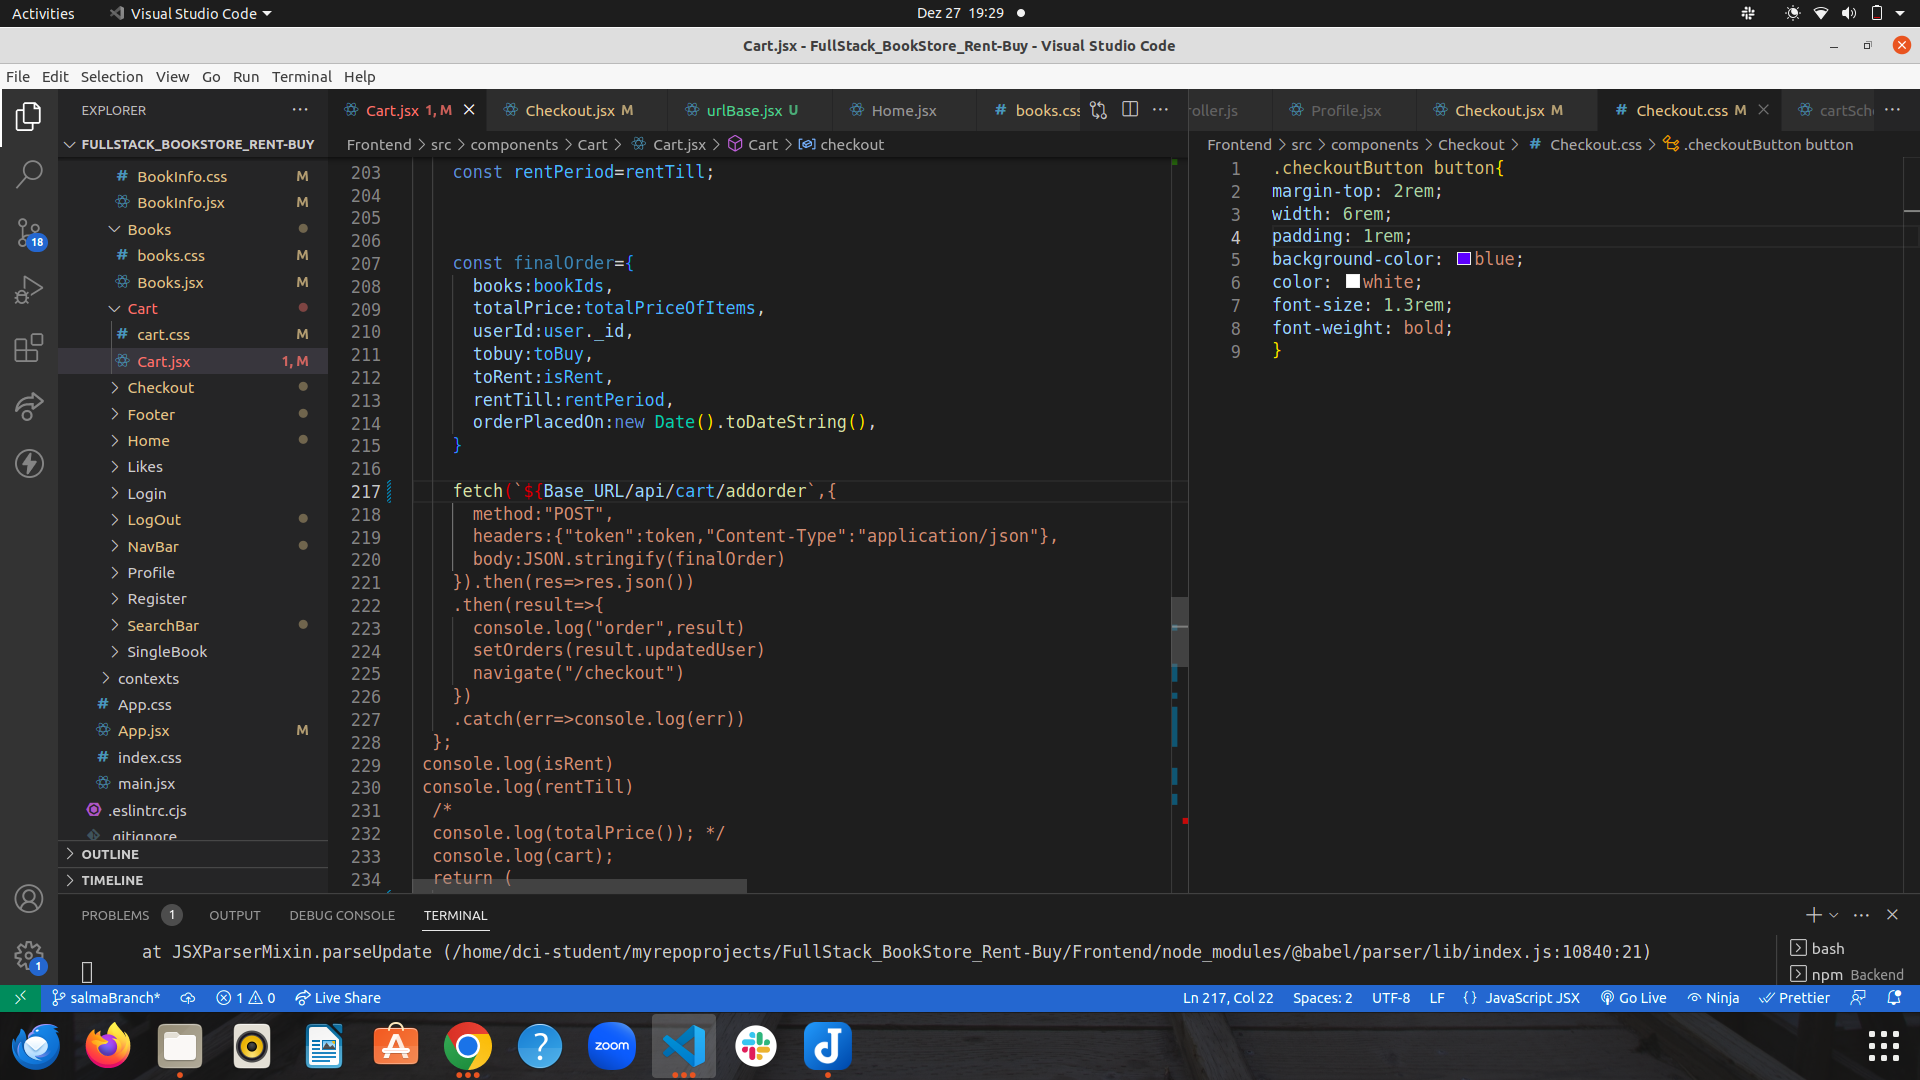 Activities
Visual Studio Code
Dez 27 19:29
Cart.jsx - FullStack_BookStore_Rent-Buy - Visual Studio Code
File Edit Selection View Go Run Terminal Help
EXPLORER
FULLSTACK_BOOKSTORE_RENT-BUY
BookInfo.css M
BookInfo.jsx M
Books
books.css M
Books.jsx M
Cart
cart.css M
Cart.jsx 1, M
Checkout
Footer
Home
Likes
Login
LogOut
NavBar
Profile
Register
SearchBar
SingleBook
contexts
App.css
App.jsx M
index.css
main.jsx
.eslintrc.cjs
.gitignore
OUTLINE
TIMELINE
18
1
Cart.jsx 1, M
Checkout.jsx M
urlBase.jsx U
Home.jsx
books.css
Frontend > src > components > Cart > Cart.jsx > Cart > checkout
203 const rentPeriod=rentTill;
204
205
206
207 const finalOrder={
208 books:bookIds,
209 totalPrice:totalPriceOfItems,
210 userId:user._id,
211 tobuy:toBuy,
212 toRent:isRent,
213 rentTill:rentPeriod,
214 orderPlacedOn:new Date().toDateString(),
215 }
216
217 fetch(`${Base_URL/api/cart/addorder`,{
218 method:"POST",
219 headers:{"token":token,"Content-Type":"application/json"},
220 body:JSON.stringify(finalOrder)
221 }).then(res=>res.json())
222 .then(result=>{
223 console.log("order",result)
224 setOrders(result.updatedUser)
225 navigate("/checkout")
226 })
227 .catch(err=>console.log(err))
228 };
229 console.log(isRent)
230 console.log(rentTill)
231 /*
232 console.log(totalPrice()); */
233 console.log(cart);
234 return (
roller.js
Profile.jsx
Checkout.jsx M
Checkout.css M
cartSch
Frontend > src > components > Checkout > Checkout.css > .checkoutButton button
1 .checkoutButton button{
2 margin-top: 2rem;
3 width: 6rem;
4 padding: 1rem;
5 background-color: blue;
6 color: white;
7 font-size: 1.3rem;
8 font-weight: bold;
9 }
PROBLEMS 1 OUTPUT DEBUG CONSOLE TERMINAL
at JSXParserMixin.parseUpdate (/home/dci-student/myrepoprojects/FullStack_BookStore_Rent-Buy/Frontend/node_modules/@babel/parser/lib/index.js:10840:21)
bash
npm Backend
salmaBranch* 1 0 Live Share
Ln 217, Col 22 Spaces: 2 UTF-8 LF {} JavaScript JSX Go Live Ninja Prettier
zoom